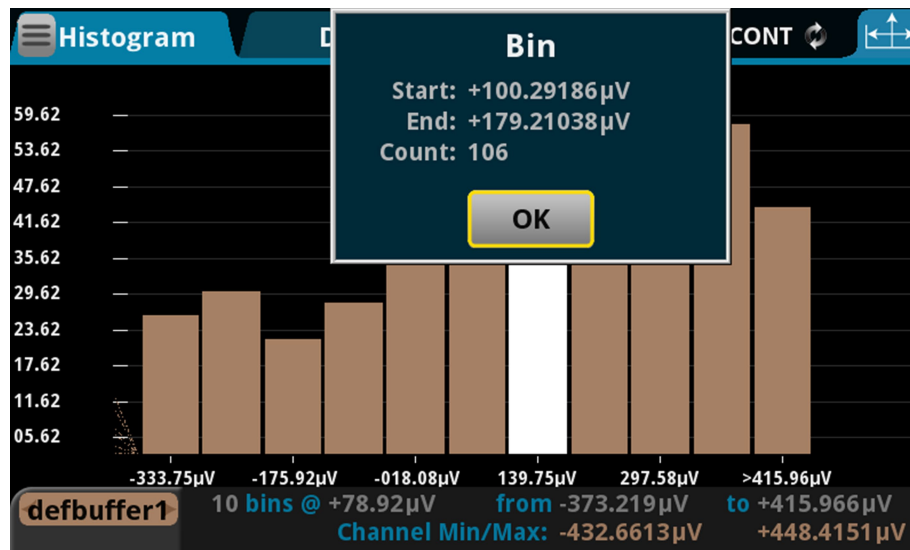 Histogram
D
CONT
Bin
Start: +100.29186µV
End: +179.21038µV
Count: 106
OK
59.62
53.62
47.62
41.62
35.62
29.62
23.62
17.62
11.62
05.62
-333.75µV -175.92µV -018.08µV 139.75µV 297.58µV >415.96µV
defbuffer1 10 bins @ +78.92µV from -373.219µV to +415.966µV
Channel Min/Max: -432.6613µV +448.4151µV